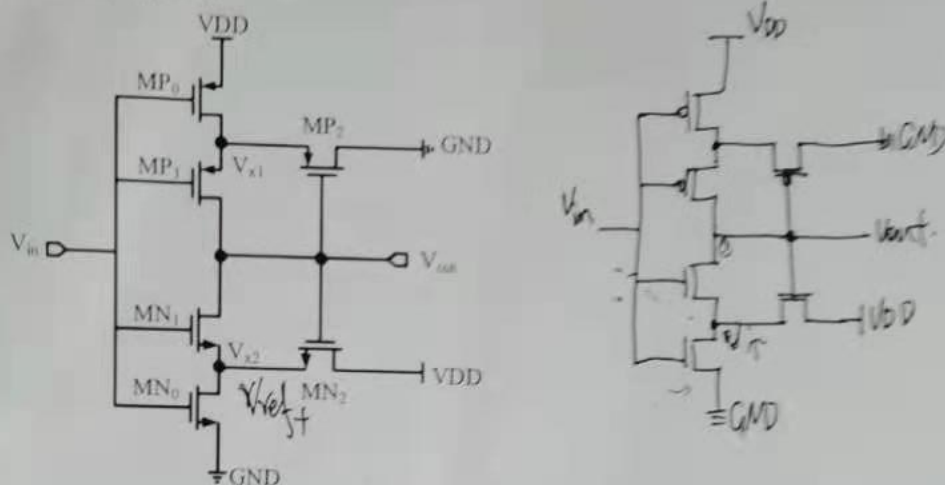 VDD
MP0
MP2
GND
Vx1
MP1
Vin
Vout
MN1
Vx2
MN0
MN2
VDD
Vref+
GND
VDD
GND
Vin
Vout
VDD
GND